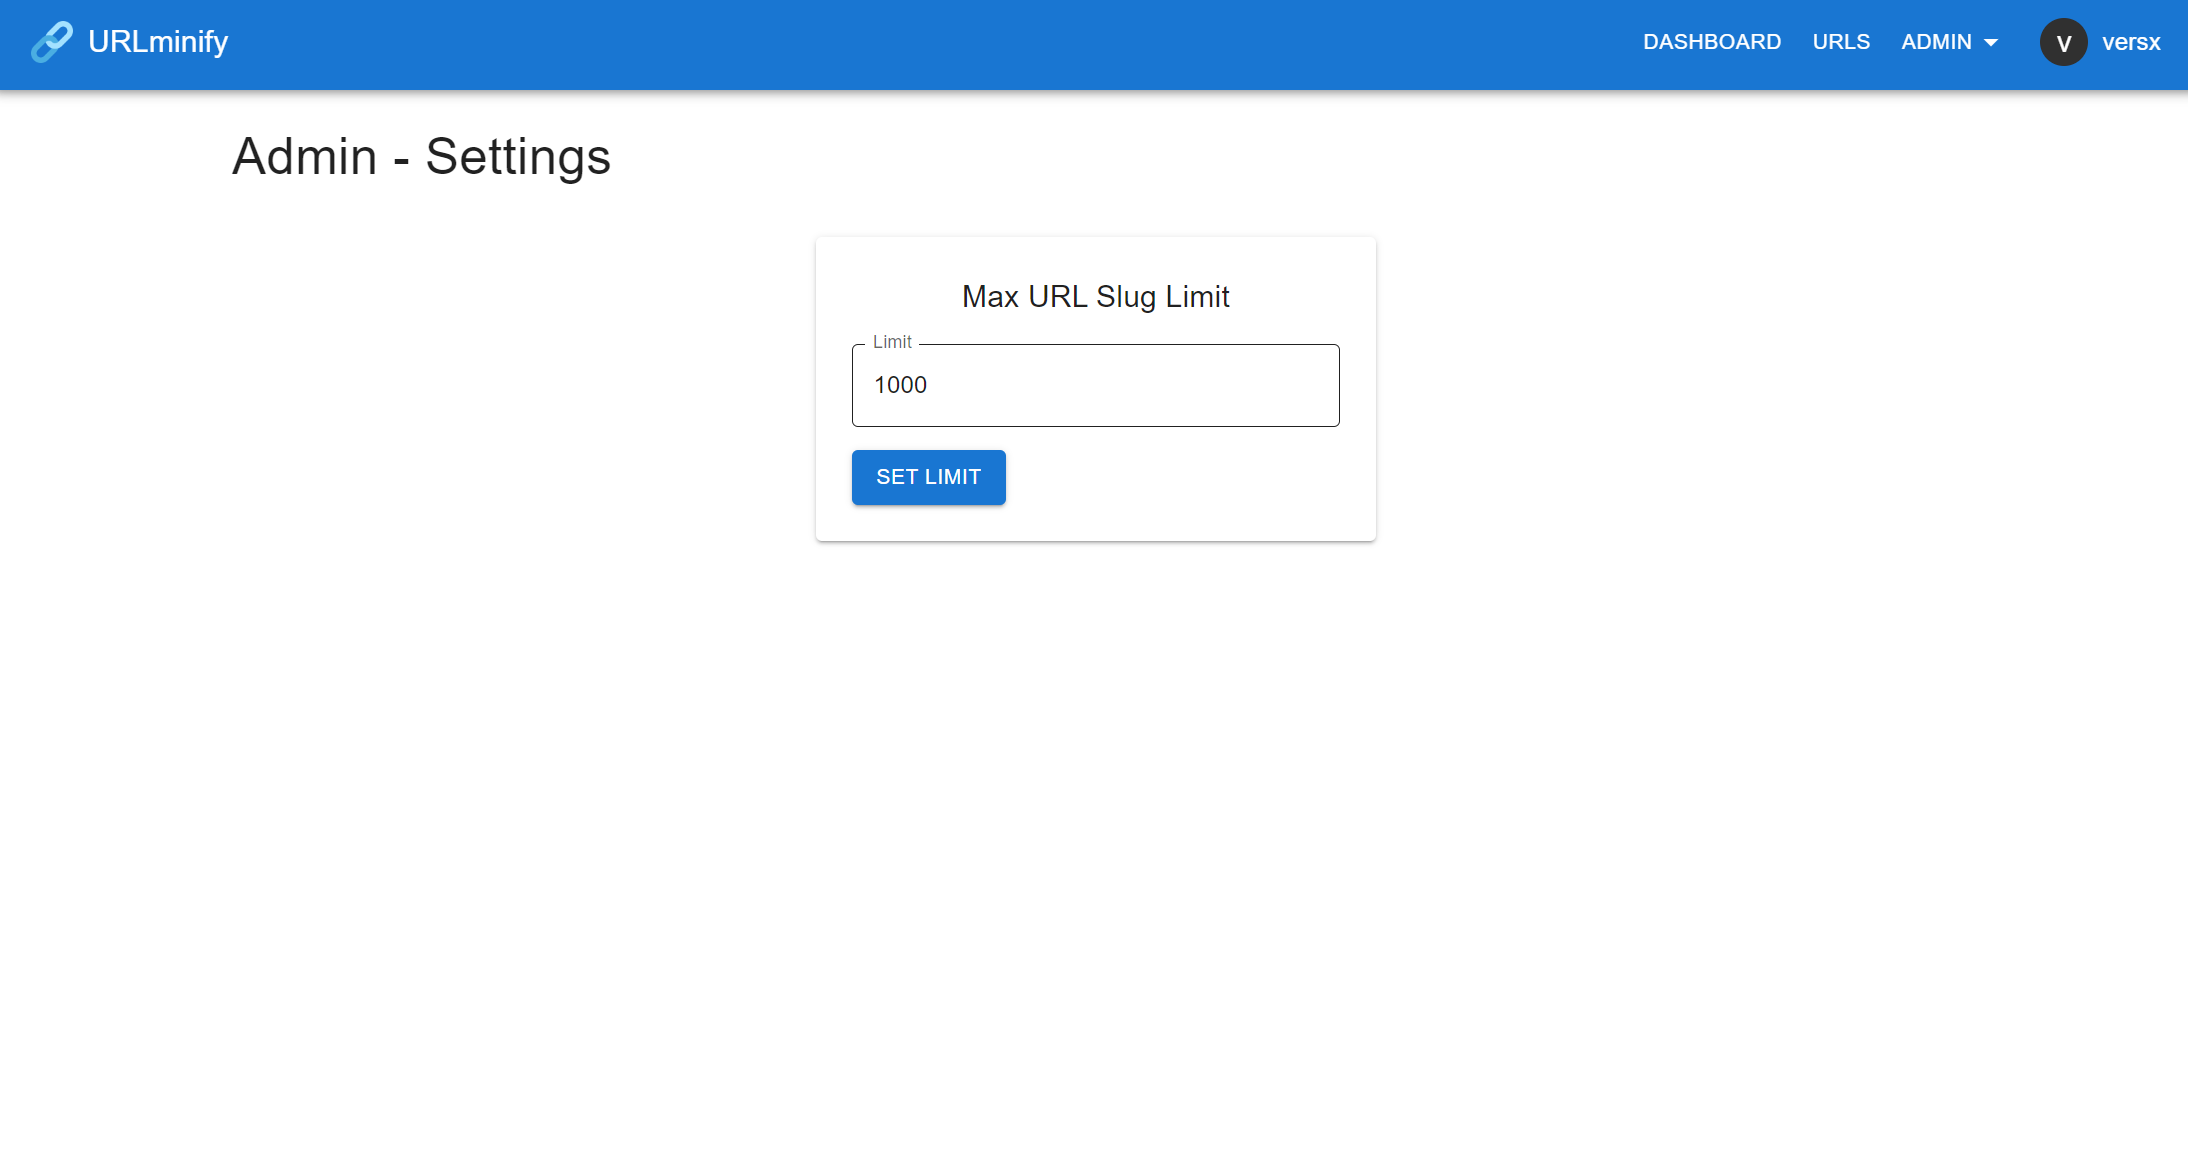 URLminify
DASHBOARD URLS ADMIN V versx
Admin - Settings
Max URL Slug Limit
Limit
1000
SET LIMIT